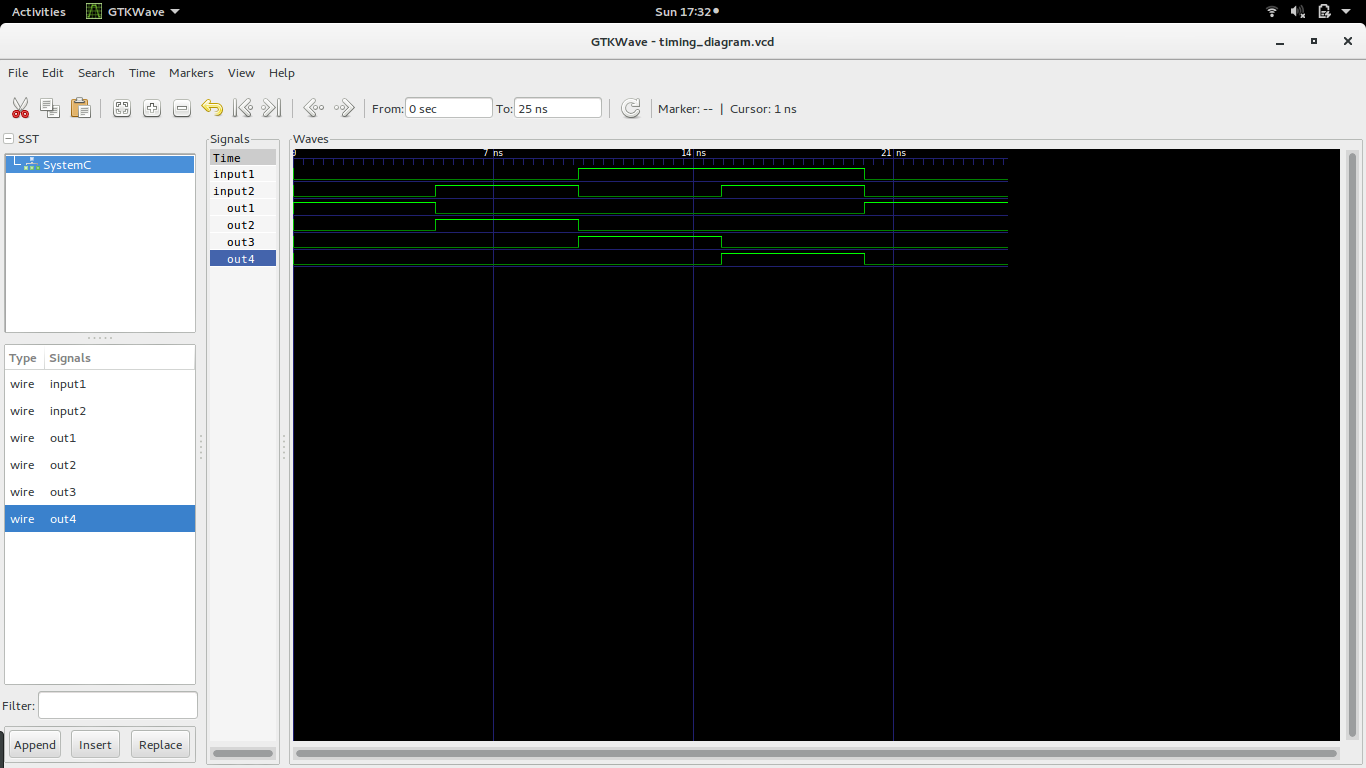 Activities GTKWave Sun 17:32
GTKWave - timing_diagram.vcd
File Edit Search Time Markers View Help
From: 0 sec To: 25 ns Marker: -- | Cursor: 1 ns
SST
SystemC
Type Signals
wire input1
wire input2
wire out1
wire out2
wire out3
wire out4
Filter:
Append Insert Replace
Signals
Time
input1
input2
out1
out2
out3
out4
Waves
0 7 ns 14 ns 21 ns